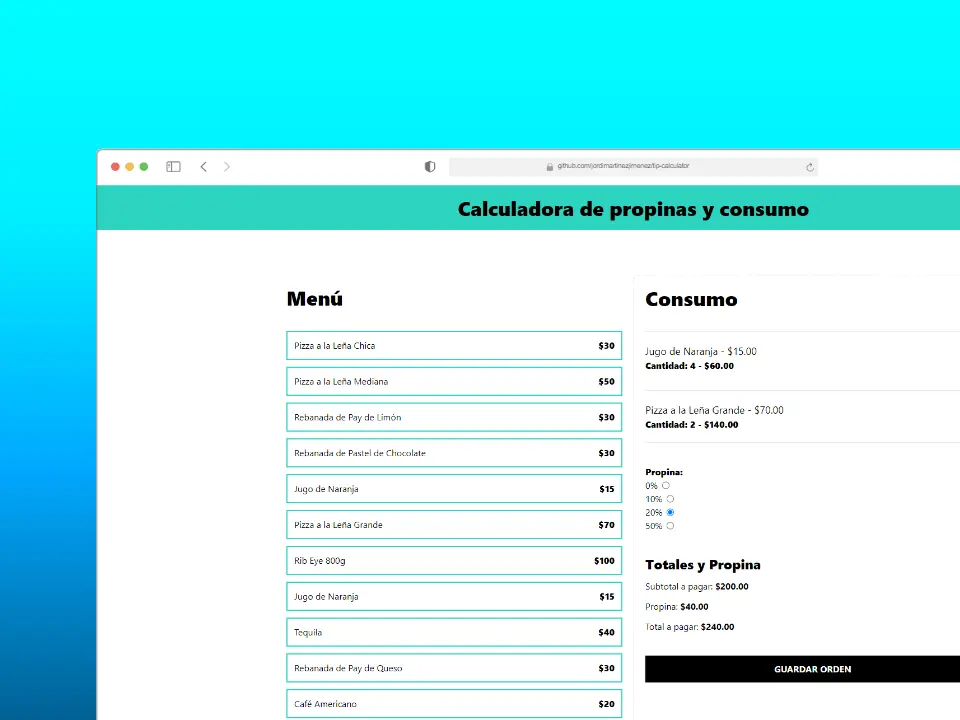 github.com/jordimartinezjimenez/tip-calculator
Calculadora de propinas y consumo
Menú
Pizza a la Leña Chica $30
Pizza a la Leña Mediana $50
Rebanada de Pay de Limón $30
Rebanada de Pastel de Chocolate $30
Jugo de Naranja $15
Pizza a la Leña Grande $70
Rib Eye 800g $100
Jugo de Naranja $15
Tequila $40
Rebanada de Pay de Queso $30
Café Americano $20
Consumo
Jugo de Naranja - $15.00
Cantidad: 4 - $60.00
Pizza a la Leña Grande - $70.00
Cantidad: 2 - $140.00
Propina:
0%
10%
20%
50%
Totales y Propina
Subtotal a pagar: $200.00
Propina: $40.00
Total a pagar: $240.00
GUARDAR ORDEN